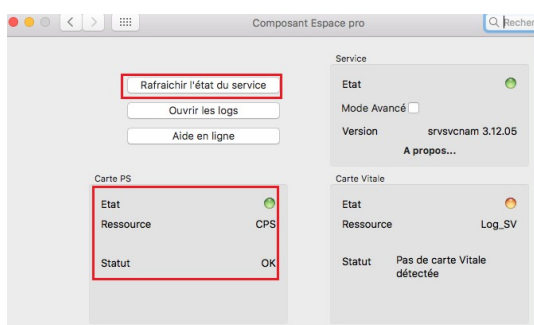 Composant Espace pro
Recher
Rafraichir l'état du service
Ouvrir les logs
Aide en ligne
Service
Etat
Mode Avancé
Version srvsvcnam 3.12.05
A propos...
Carte PS
Etat
Ressource CPS
Statut OK
Carte Vitale
Etat
Ressource Log_SV
Statut Pas de carte Vitale
détectée